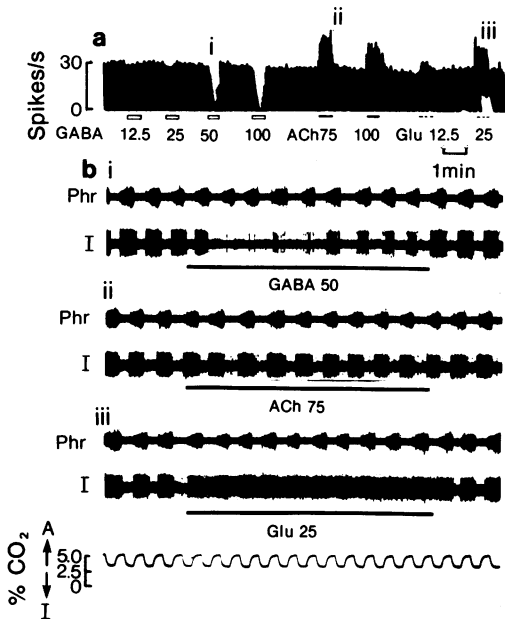 a
i
ii
iii
Spikes/s
30
0
GABA 12.5 25 50 100 ACh75 100 Glu 12.5 25
1min
b i
Phr
I
GABA 50
ii
Phr
I
ACh 75
iii
Phr
I
Glu 25
% CO2
A
5.0
2.5
0
I